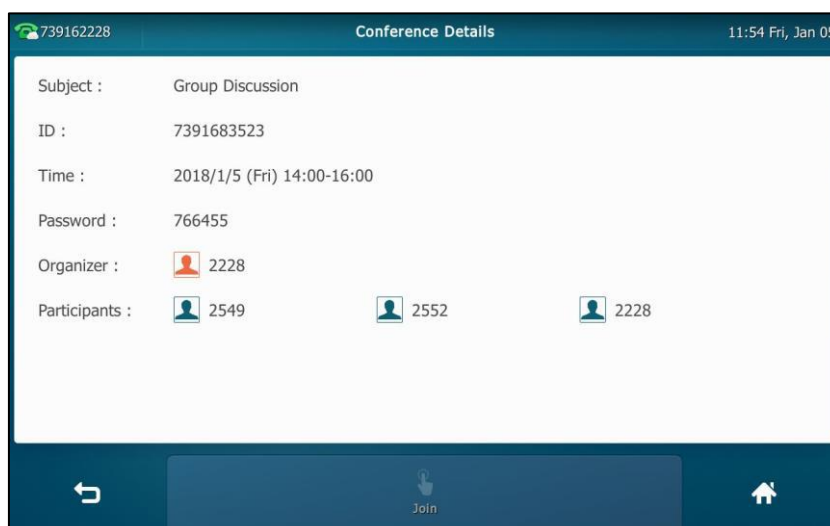 739162228 Conference Details 11:54 Fri, Jan 05
Subject : Group Discussion
ID : 7391683523
Time : 2018/1/5 (Fri) 14:00-16:00
Password : 766455
Organizer : 2228
Participants : 2549 2552 2228
Join